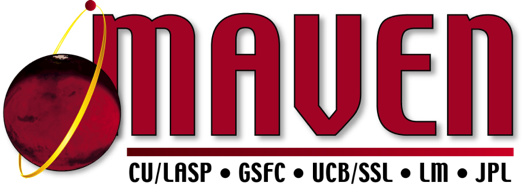 MAVEN
CU/LASP • GSFC • UCB/SSL • LM • JPL